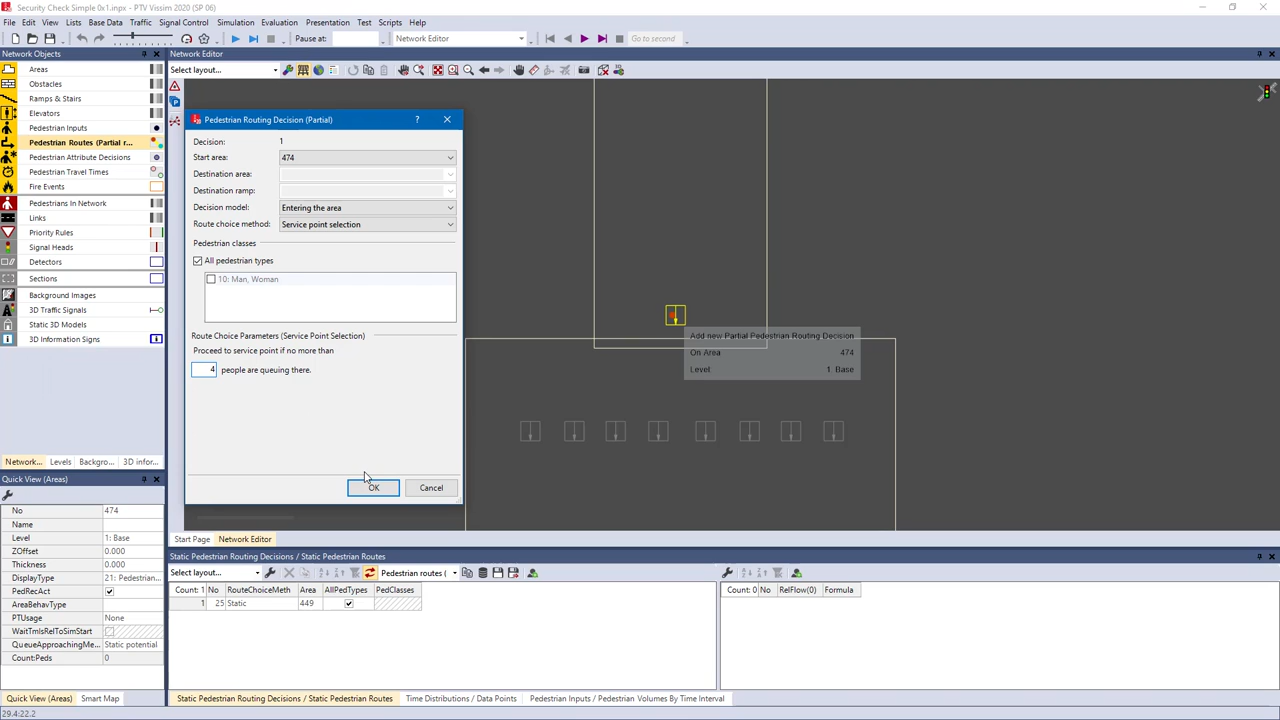 Security Check Simple 0x1.inpx - PTV Vissim 2020 (SP 06)
File Edit View Lists Base Data Traffic Signal Control Simulation Evaluation Presentation Test Scripts Help
Pause at: Network Editor Go to second
Network Objects
Network Editor
Select layout...
Areas
Obstacles
Ramps & Stairs
Elevators
Pedestrian Inputs
Pedestrian Routes (Partial r...
Pedestrian Attribute Decisions
Pedestrian Travel Times
Fire Events
Pedestrians In Network
Links
Priority Rules
Signal Heads
Detectors
Sections
Background Images
3D Traffic Signals
Static 3D Models
3D Information Signs
Pedestrian Routing Decision (Partial) ?
Decision: 1
Start area: 474
Destination area:
Destination ramp:
Decision model: Entering the area
Route choice method: Service point selection
Pedestrian classes
All pedestrian types
10: Man, Woman
Route Choice Parameters (Service Point Selection)
Proceed to service point if no more than
4 people are queuing there.
OK Cancel
Add new Partial Pedestrian Routing Decision
On Area 474
Level 1: Base
Network... Levels Backgro... 3D infor...
Quick View (Areas)
No 474
Name
Level 1: Base
ZOffset 0.000
Thickness 0.000
DisplayType 21: Pedestrian...
PedRecAct
AreaBehavType
PTUsage None
WaitTmIsRelToSimStart
QueueApproachingMe... Static potential
Count:Peds 0
Quick View (Areas) Smart Map
Start Page Network Editor
Static Pedestrian Routing Decisions / Static Pedestrian Routes
Select layout... Pedestrian routes (
Count: 1 No RouteChoiceMeth Area AllPedTypes PedClasses
1 25 Static 449
Count: 0 No RelFlow(0) Formula
Static Pedestrian Routing Decisions / Static Pedestrian Routes Time Distributions / Data Points Pedestrian Inputs / Pedestrian Volumes By Time Interval
29.4:22.2